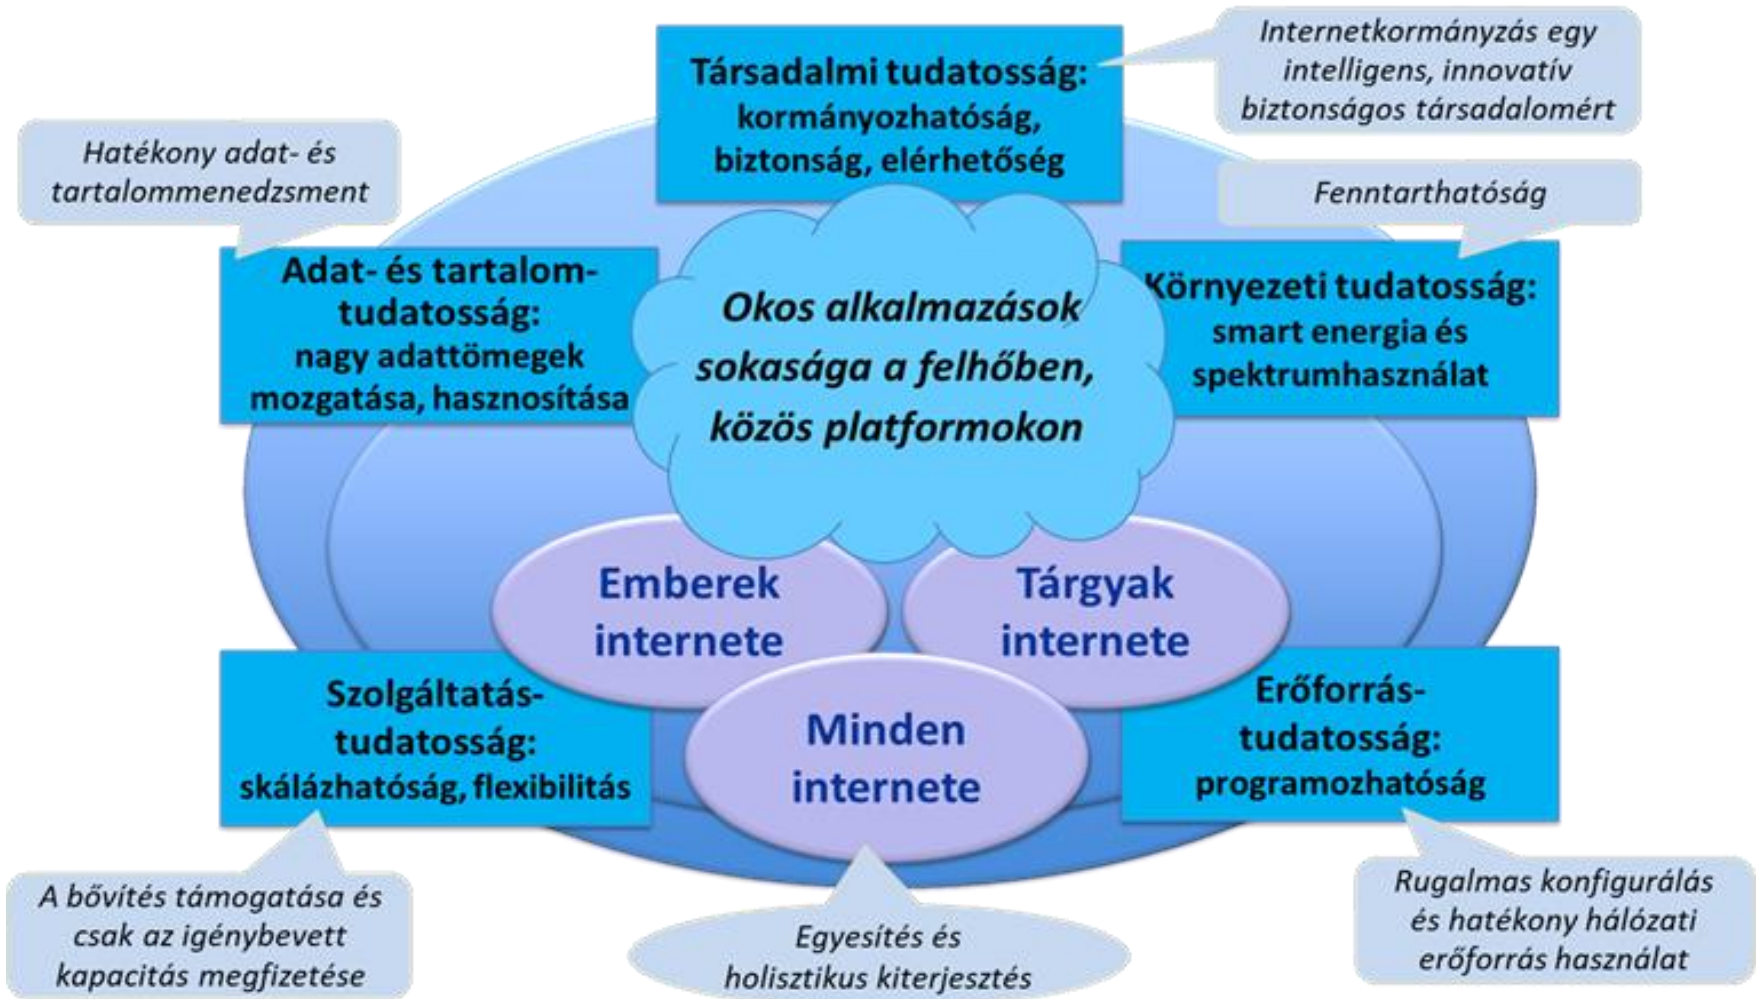 Társadalmi tudatosság:
kormányozhatóság,
biztonság, elérhetőség
Internetkormányzás egy
intelligens, innovatív
biztonságos társadalomért
Hatékony adat- és
tartalommenedzsment
Fenntarthatóság
Adat- és tartalom-
tudatosság:
nagy adattömegek
mozgatása, hasznosítása
Okos alkalmazások
sokasága a felhőben,
közös platformokon
Környezeti tudatosság:
smart energia és
spektrumhasználat
Emberek
internete
Tárgyak
internete
Minden
internete
Szolgáltatás-
tudatosság:
skálázhatóság, flexibilitás
Erőforrás-
tudatosság:
programozhatóság
A bővítés támogatása és
csak az igénybevett
kapacitás megfizetése
Egyesítés és
holisztikus kiterjesztés
Rugalmas konfigurálás
és hatékony hálózati
erőforrás használat